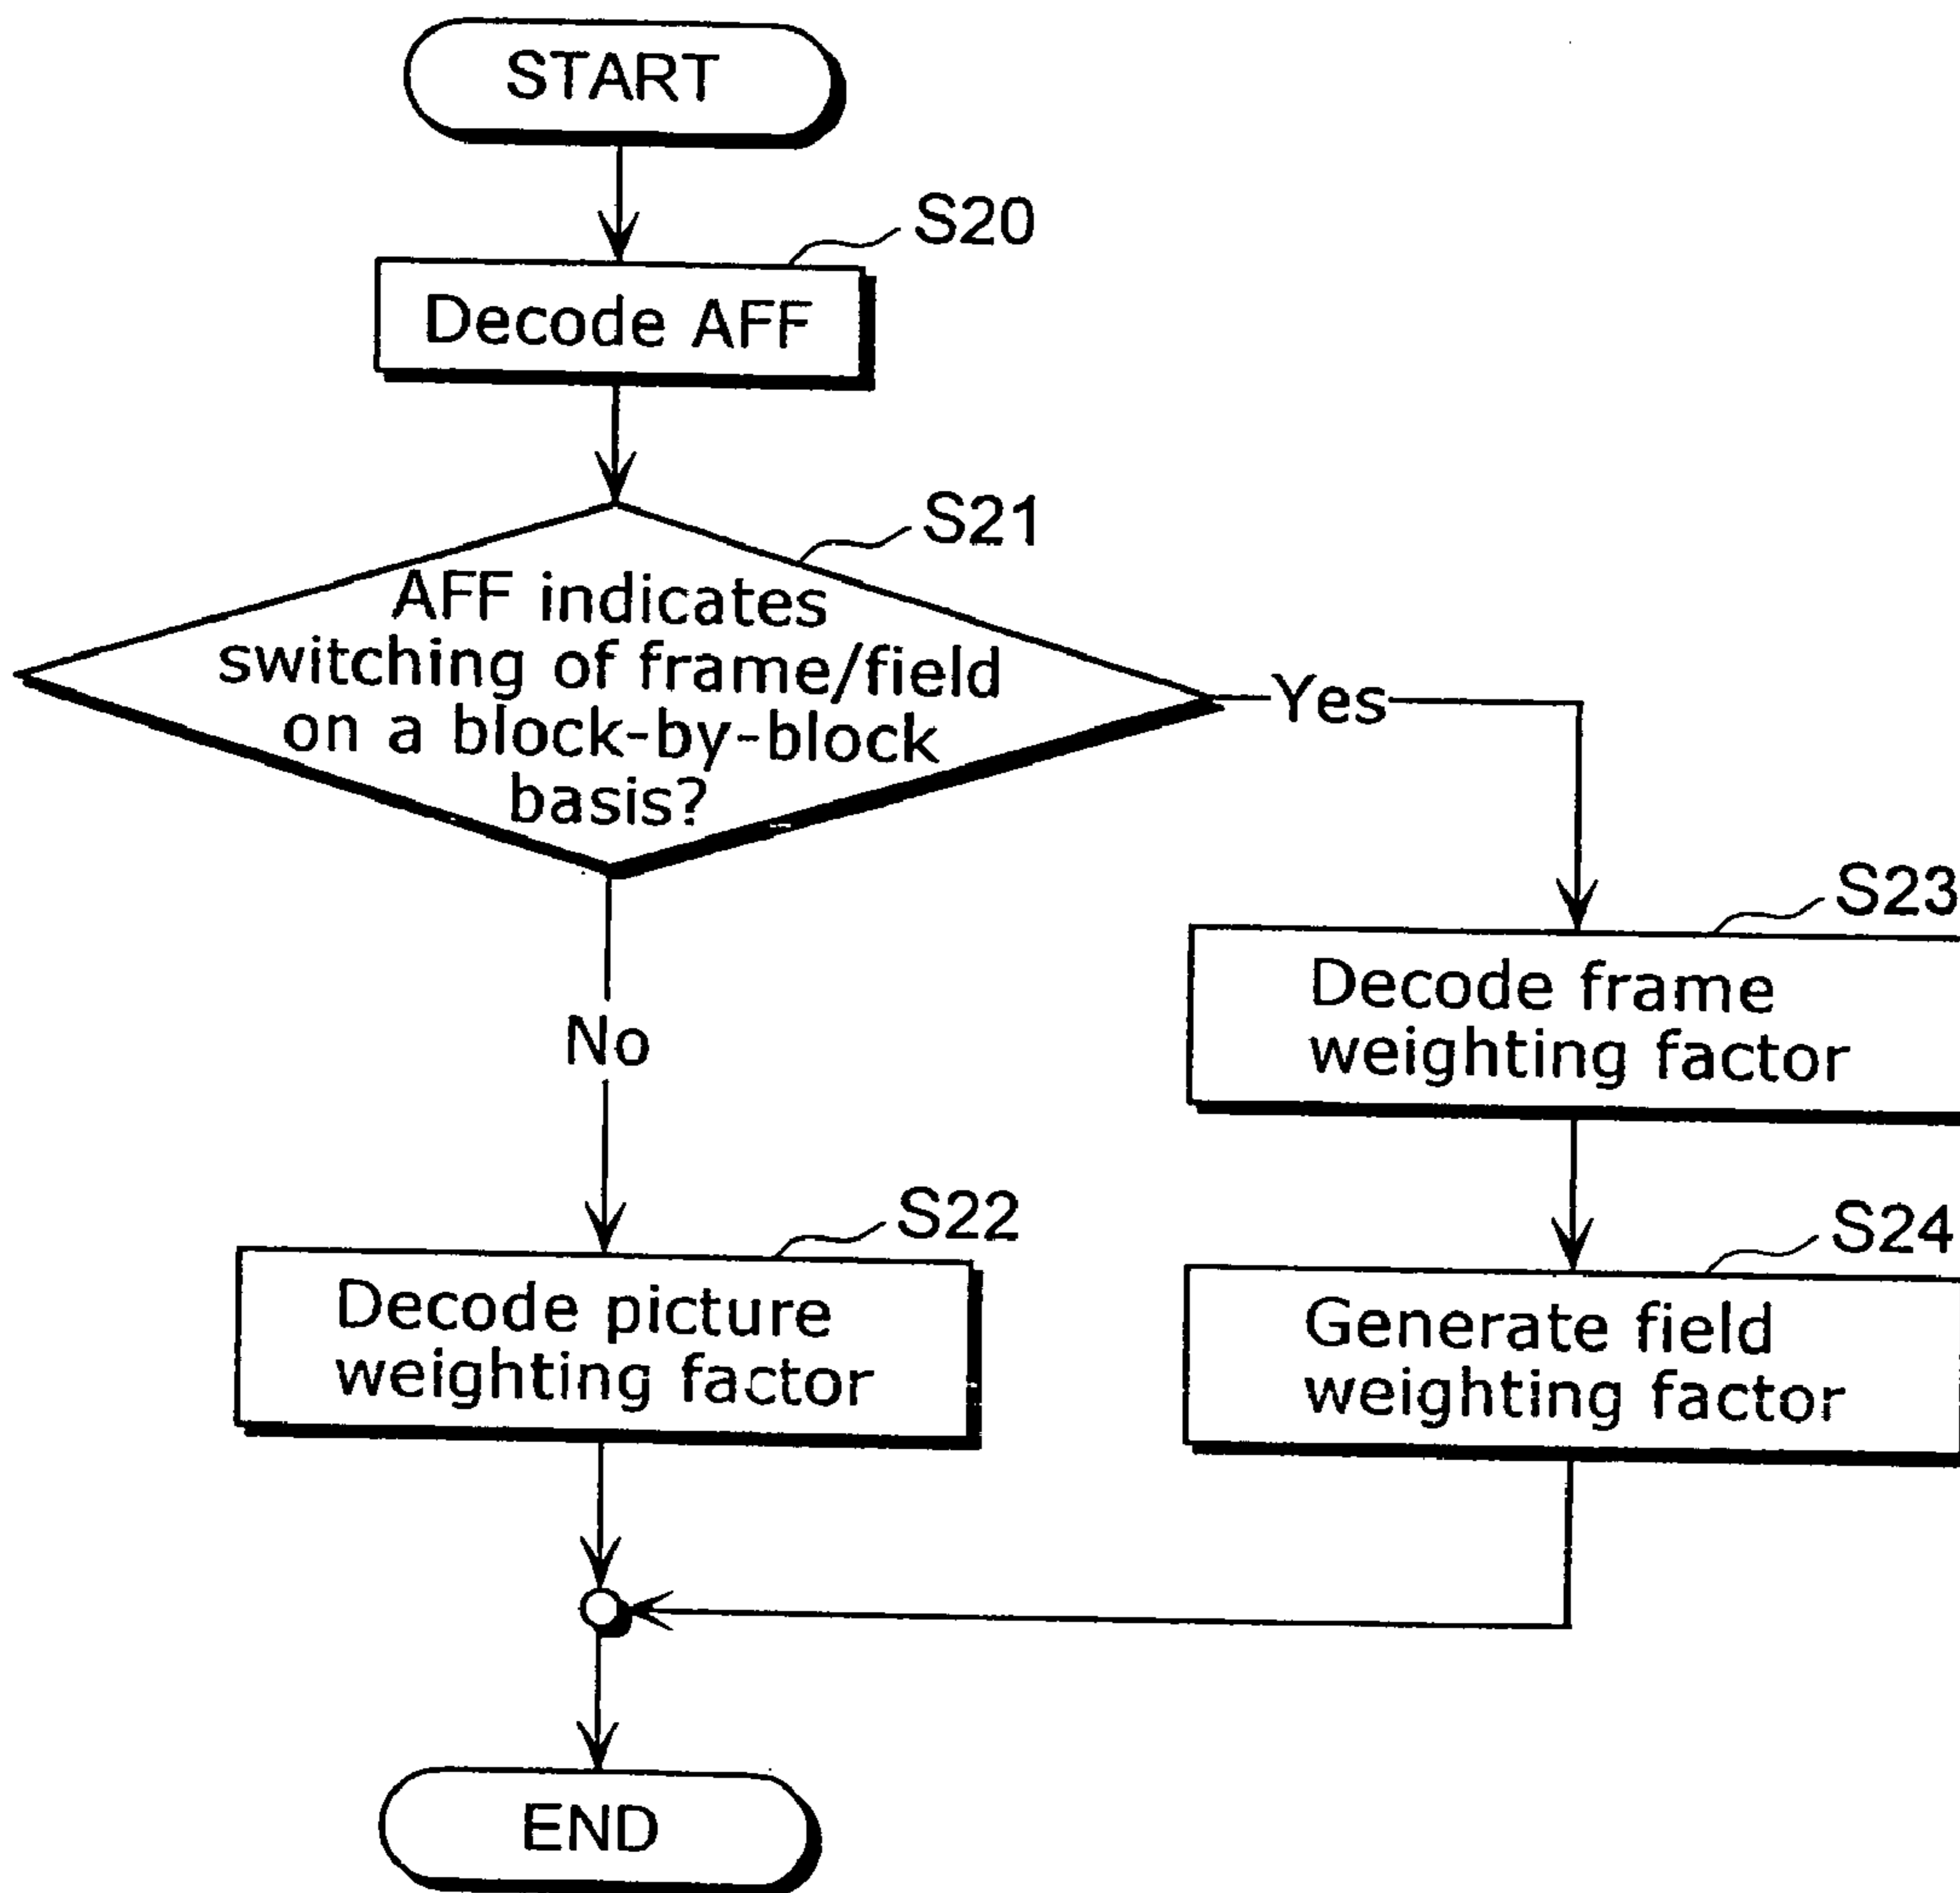 START
S20
Decode AFF
S21
AFF indicates
switching of frame/field
on a block-by-block
basis?
Yes
No
S23
Decode frame
weighting factor
S22
Decode picture
weighting factor
S24
Generate field
weighting factor
END